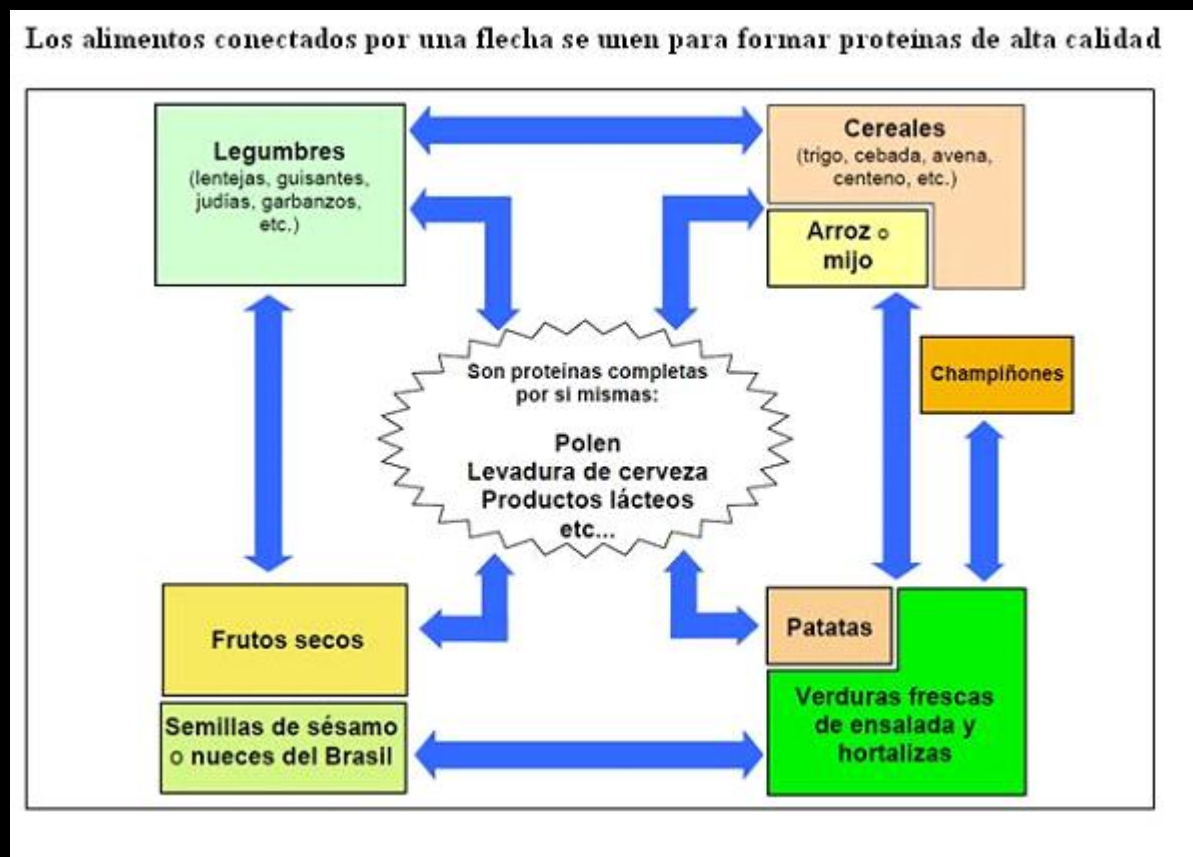 Los alimentos conectados por una flecha se unen para formar proteinas de alta calidad
Legumbres
(lentejas, guisantes,
judías, garbanzos,
etc.)
Cereales
(trigo, cebada, avena,
centeno, etc.)
Arroz o
mijo
Champiñones
Son proteínas completas
por si mismas:
Polen
Levadura de cerveza
Productos lácteos
etc...
Frutos secos
Semillas de sésamo
o nueces del Brasil
Patatas
Verduras frescas
de ensalada y
hortalizas